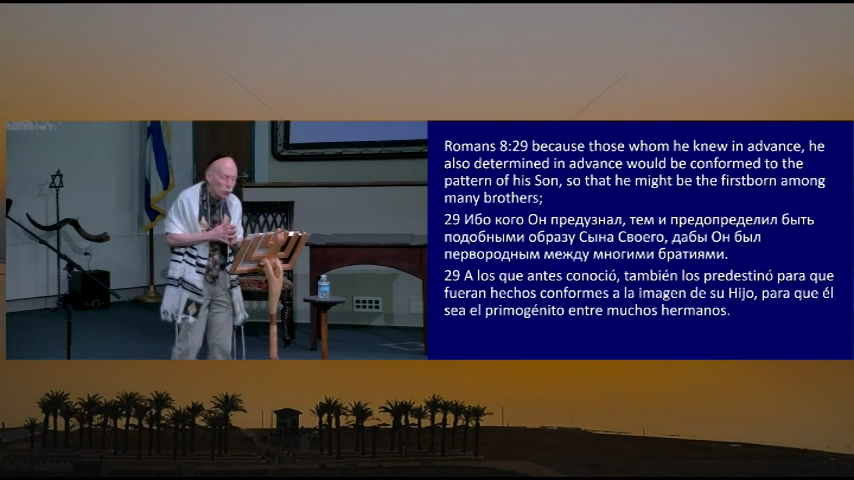 Romans 8:29 because those whom he knew in advance, he
also determined in advance would be conformed to the
pattern of his Son, so that he might be the firstborn among
many brothers;
29 Ибо кого Он предузнал, тем и предопределил быть
подобными образу Сына Своего, дабы Он был
первородным между многими братиями.
29 A los que antes conoció, también los predestinó para que
fueran hechos conformes a la imagen de su Hijo, para que él
sea el primogénito entre muchos hermanos.